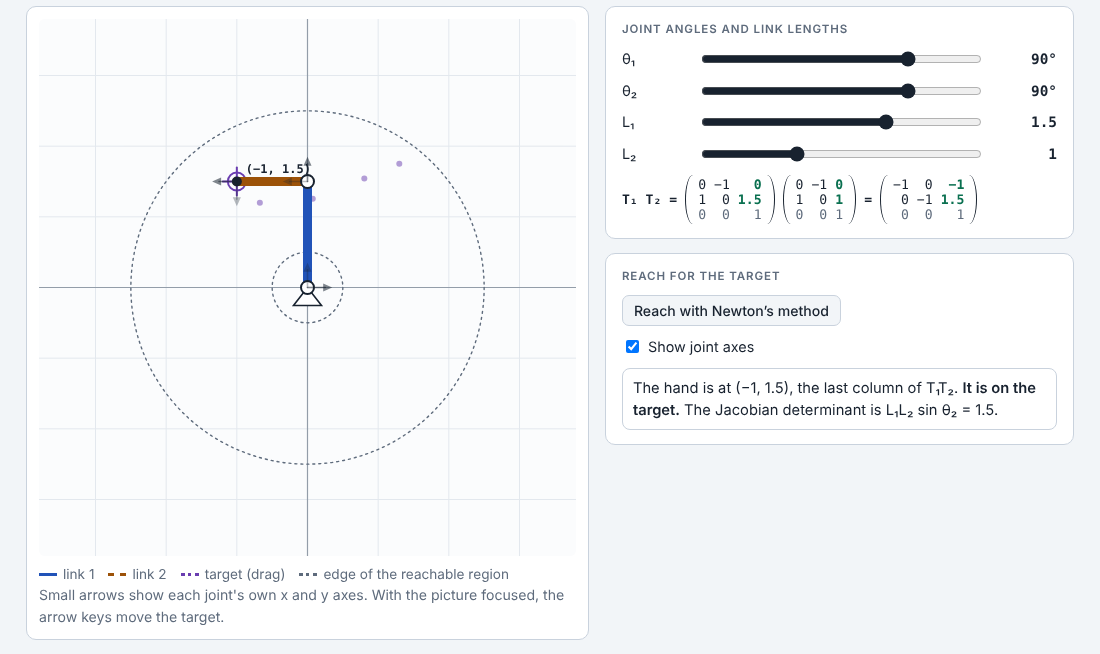 (−1, 1.5)
link 1 link 2 target (drag) edge of the reachable region
Small arrows show each joint's own x and y axes. With the picture focused, the
arrow keys move the target.
JOINT ANGLES AND LINK LENGTHS
θ₁ 90°
θ₂ 90°
L₁ 1.5
L₂ 1
0 −1 0 0 −1 0 −1 0 −1
T₁ T₂ = 1 0 1.5 1 0 1 = 0 −1 1.5
0 0 1 0 0 1 0 0 1
REACH FOR THE TARGET
Reach with Newton’s method
Show joint axes
The hand is at (−1, 1.5), the last column of T₁T₂. It is on the
target. The Jacobian determinant is L₁L₂ sin θ₂ = 1.5.